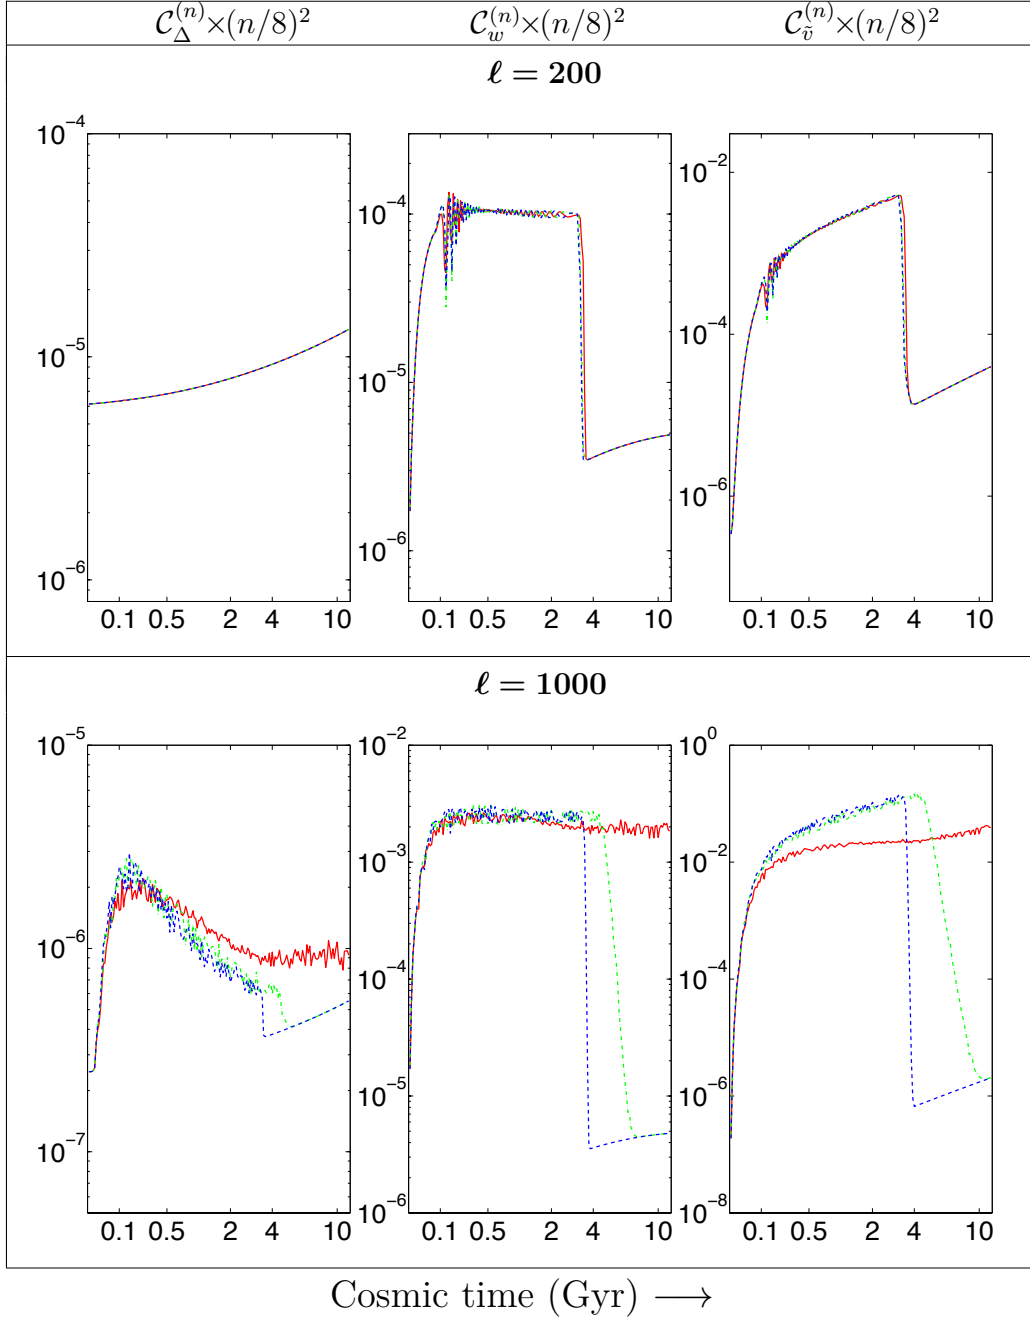 𝒞_Δ^(n)×(n/8)² 𝒞_w^(n)×(n/8)² 𝒞_ṽ^(n)×(n/8)²
ℓ = 200
10⁻⁴ 10⁻⁵ 10⁻⁶
0.1 0.5 2 4 10
10⁻⁴ 10⁻⁵ 10⁻⁶
0.1 0.5 2 4 10
10⁻² 10⁻⁴ 10⁻⁶
0.1 0.5 2 4 10
ℓ = 1000
10⁻⁵ 10⁻⁶ 10⁻⁷
0.1 0.5 2 4 10
10⁻² 10⁻³ 10⁻⁴ 10⁻⁵ 10⁻⁶
0.1 0.5 2 4 10
10⁰ 10⁻² 10⁻⁴ 10⁻⁶ 10⁻⁸
0.1 0.5 2 4 10
Cosmic time (Gyr) ⟶